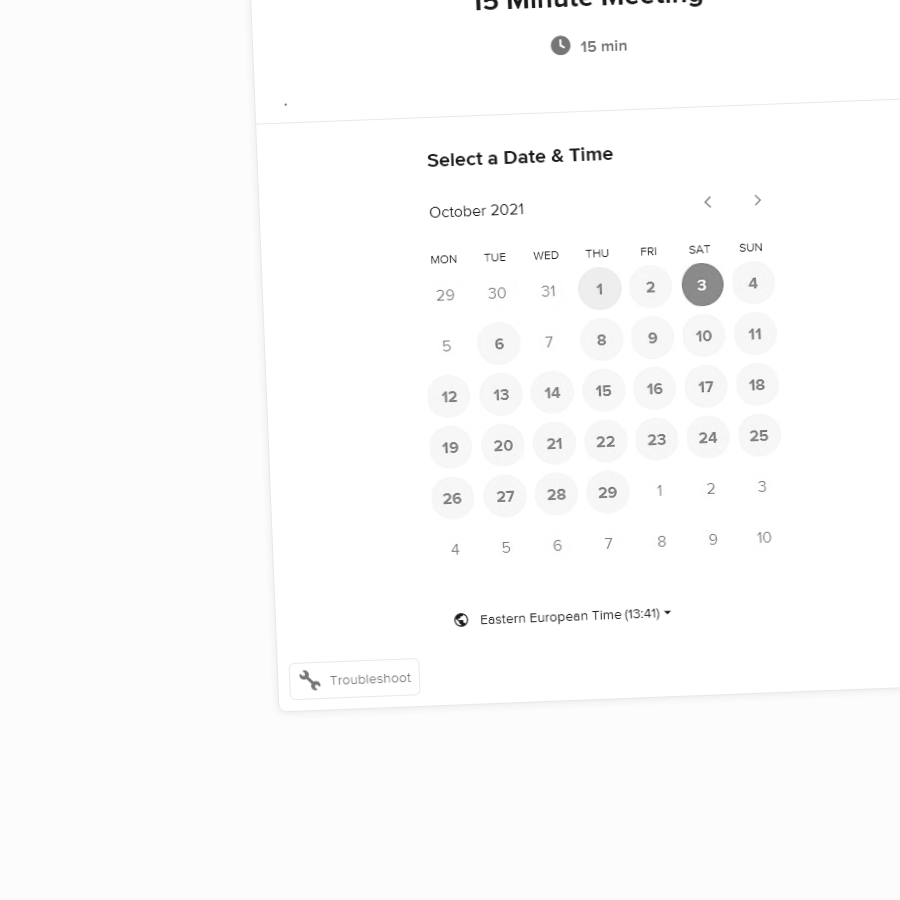 15 Minute Meeting
15 min
Select a Date & Time
October 2021
MON TUE WED THU FRI SAT SUN
29 30 31 1 2 3 4
5 6 7 8 9 10 11
12 13 14 15 16 17 18
19 20 21 22 23 24 25
26 27 28 29 1 2 3
4 5 6 7 8 9 10
Eastern European Time (13:41)
Troubleshoot